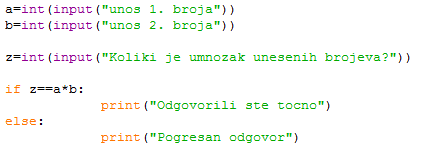 a=int(input("unos 1. broja"))
b=int(input("unos 2. broja"))
z=int(input("Koliki je umnozak unesenih brojeva?"))
if z==a*b:
print("Odgovorili ste tocno")
else:
print("Pogresan odgovor")